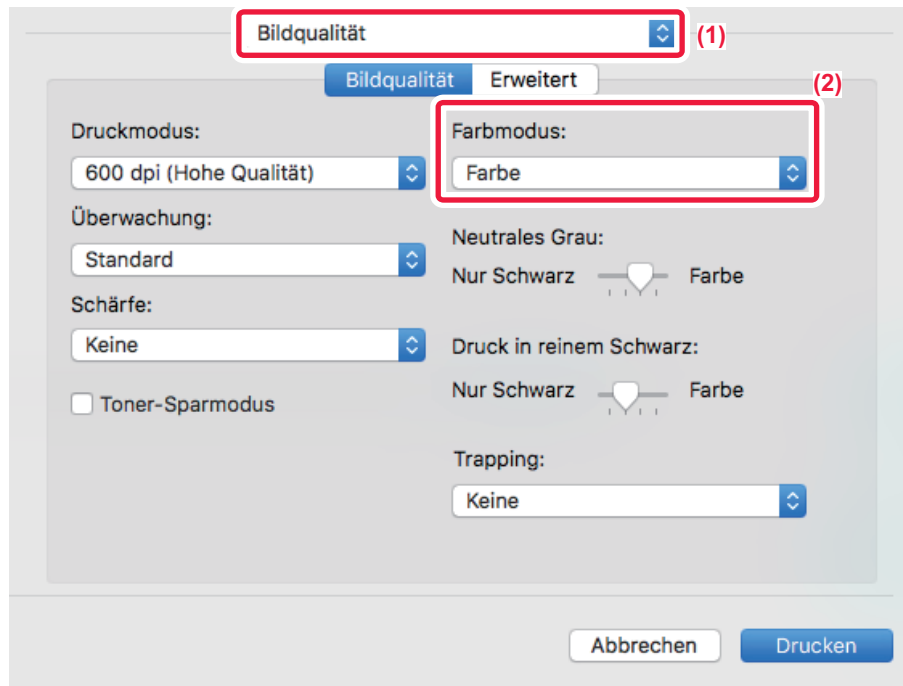 Bildqualität (1)
Bildqualität Erweitert
(2)
Druckmodus:
600 dpi (Hohe Qualität)
Überwachung:
Standard
Schärfe:
Keine
Toner-Sparmodus
Farbmodus:
Farbe
Neutrales Grau:
Nur Schwarz Farbe
Druck in reinem Schwarz:
Nur Schwarz Farbe
Trapping:
Keine
Abbrechen Drucken